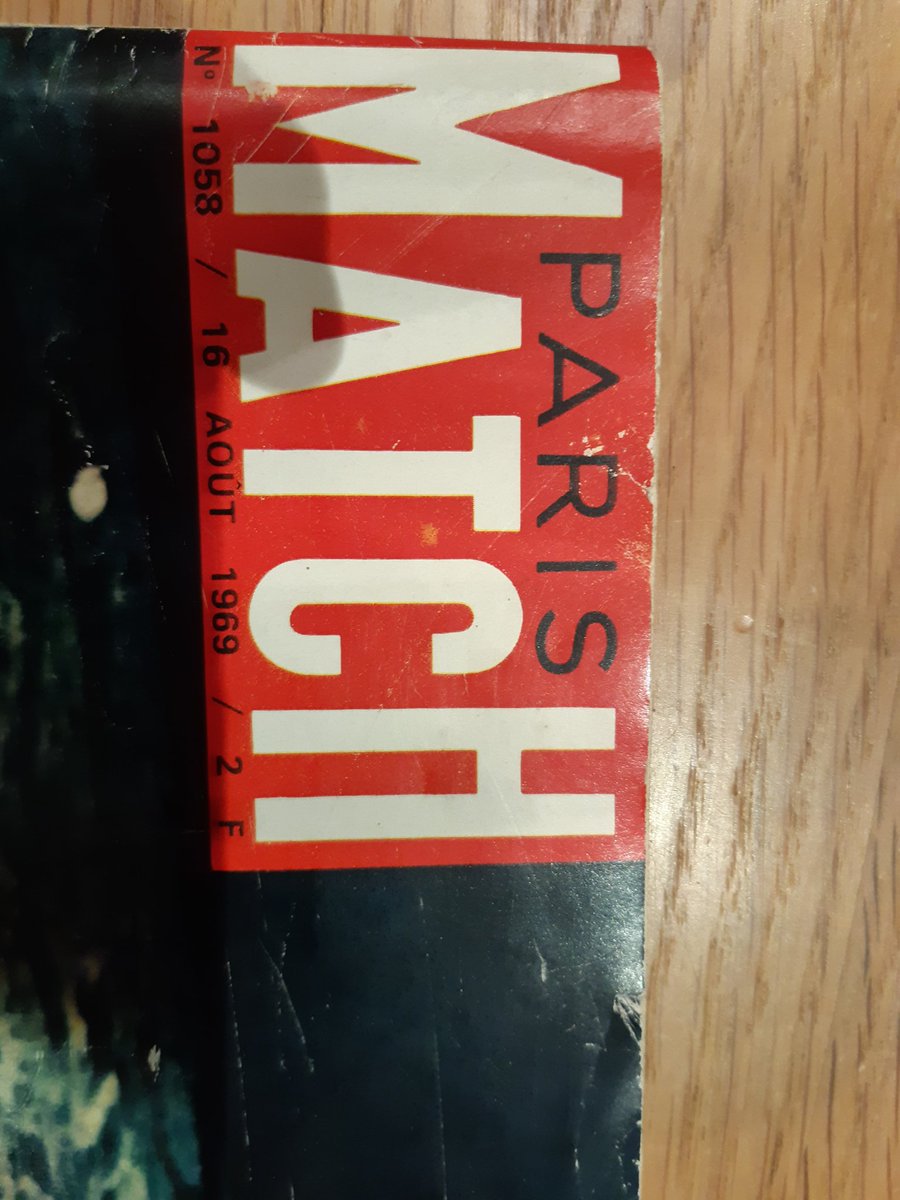 PARIS
MATCH
N° 1058 / 16 AOÛT 1969 / 2 F